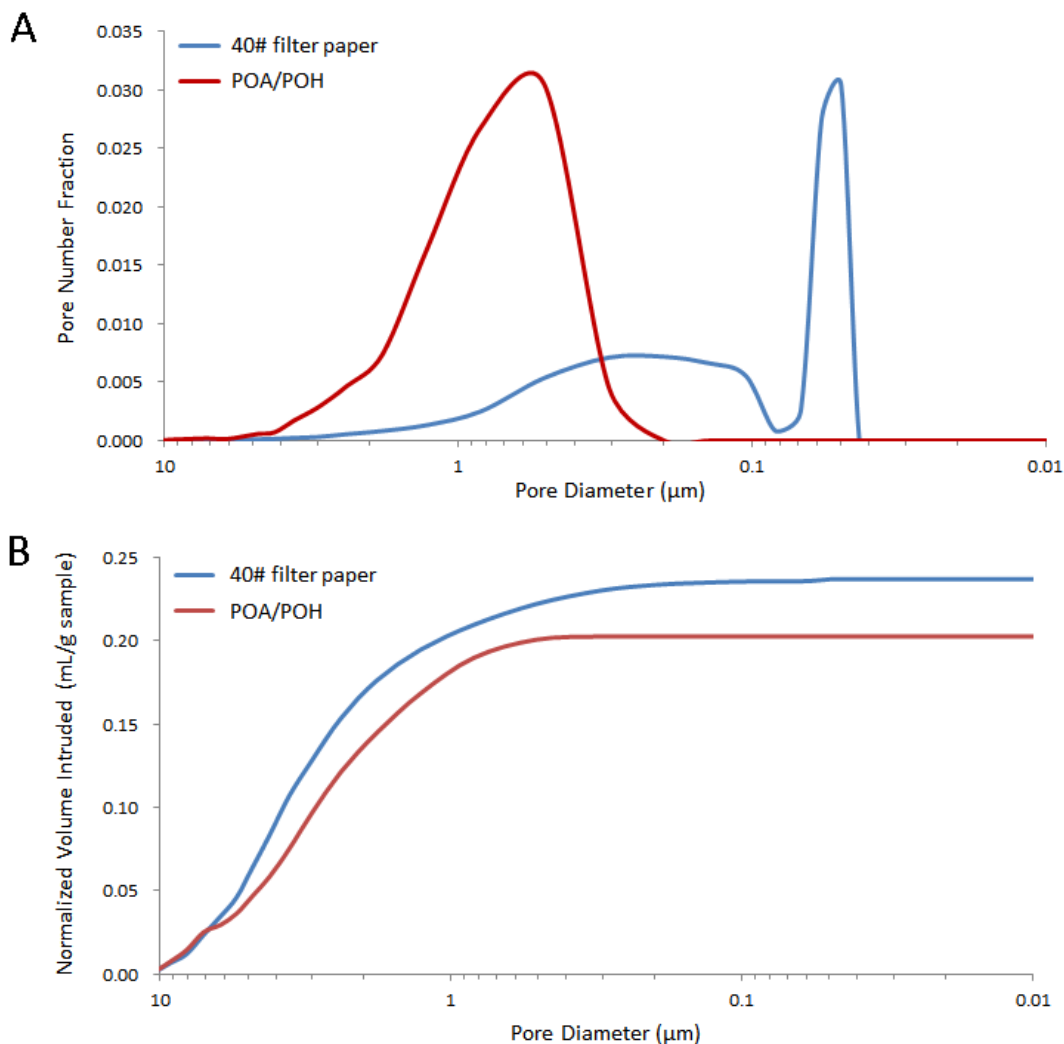 A
0.035
40# filter paper
POA/POH
0.030
0.025
0.020
0.015
0.010
0.005
0.000
Pore Number Fraction
10
1
0.1
0.01
Pore Diameter (µm)
B
0.25
40# filter paper
POA/POH
0.20
0.15
0.10
0.05
0.00
Normalized Volume Intruded (mL/g sample)
10
1
0.1
0.01
Pore Diameter (µm)